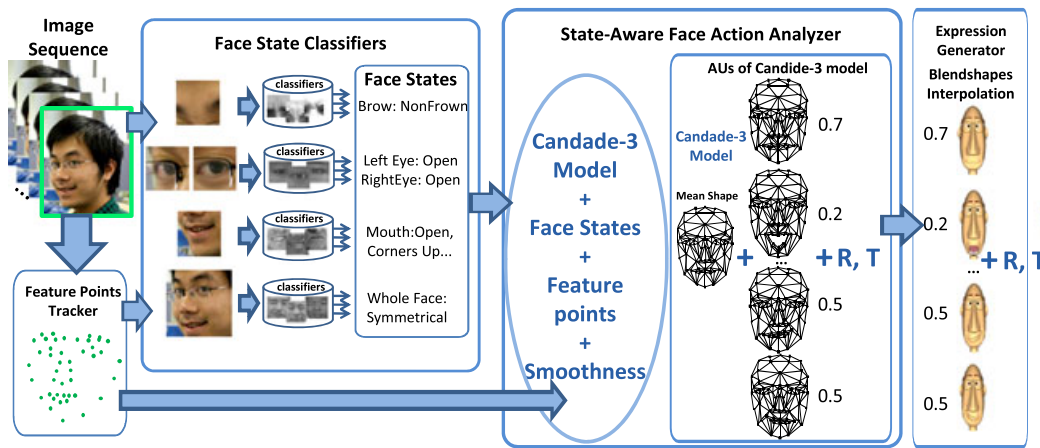 Image
Sequence
...
Feature Points
Tracker
Face State Classifiers
classifiers
classifiers
classifiers
classifiers
Face States
Brow: NonFrown
Left Eye: Open
RightEye: Open
Mouth:Open,
Corners Up...
Whole Face:
Symmetrical
State-Aware Face Action Analyzer
Candade-3
Model
+
Face States
+
Feature
points
+
Smoothness
AUs of Candide-3 model
Candade-3
Model
Mean Shape
+
0.7
0.2
...
+ R, T
0.5
0.5
Expression
Generator
Blendshapes
Interpolation
0.7
0.2
...
+ R, T
0.5
0.5